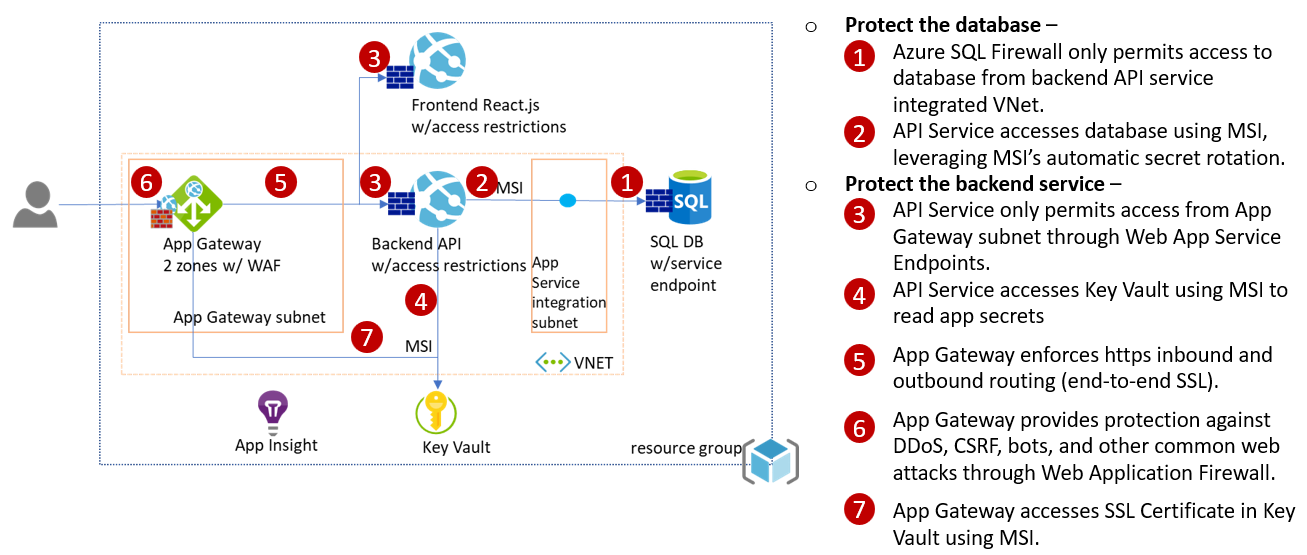 3
Frontend React.js
w/access restrictions
6
5
3
2
MSI
1
SQL
App Gateway
2 zones w/ WAF
Backend API
w/access restrictions
App
Service
integration
subnet
SQL DB
w/service
endpoint
4
App Gateway subnet
7
MSI
VNET
App Insight
Key Vault
resource group
o Protect the database –
1 Azure SQL Firewall only permits access to
database from backend API service
integrated VNet.
2 API Service accesses database using MSI,
leveraging MSI’s automatic secret rotation.
o Protect the backend service –
3 API Service only permits access from App
Gateway subnet through Web App Service
Endpoints.
4 API Service accesses Key Vault using MSI to
read app secrets
5 App Gateway enforces https inbound and
outbound routing (end-to-end SSL).
6 App Gateway provides protection against
DDoS, CSRF, bots, and other common web
attacks through Web Application Firewall.
7 App Gateway accesses SSL Certificate in Key
Vault using MSI.